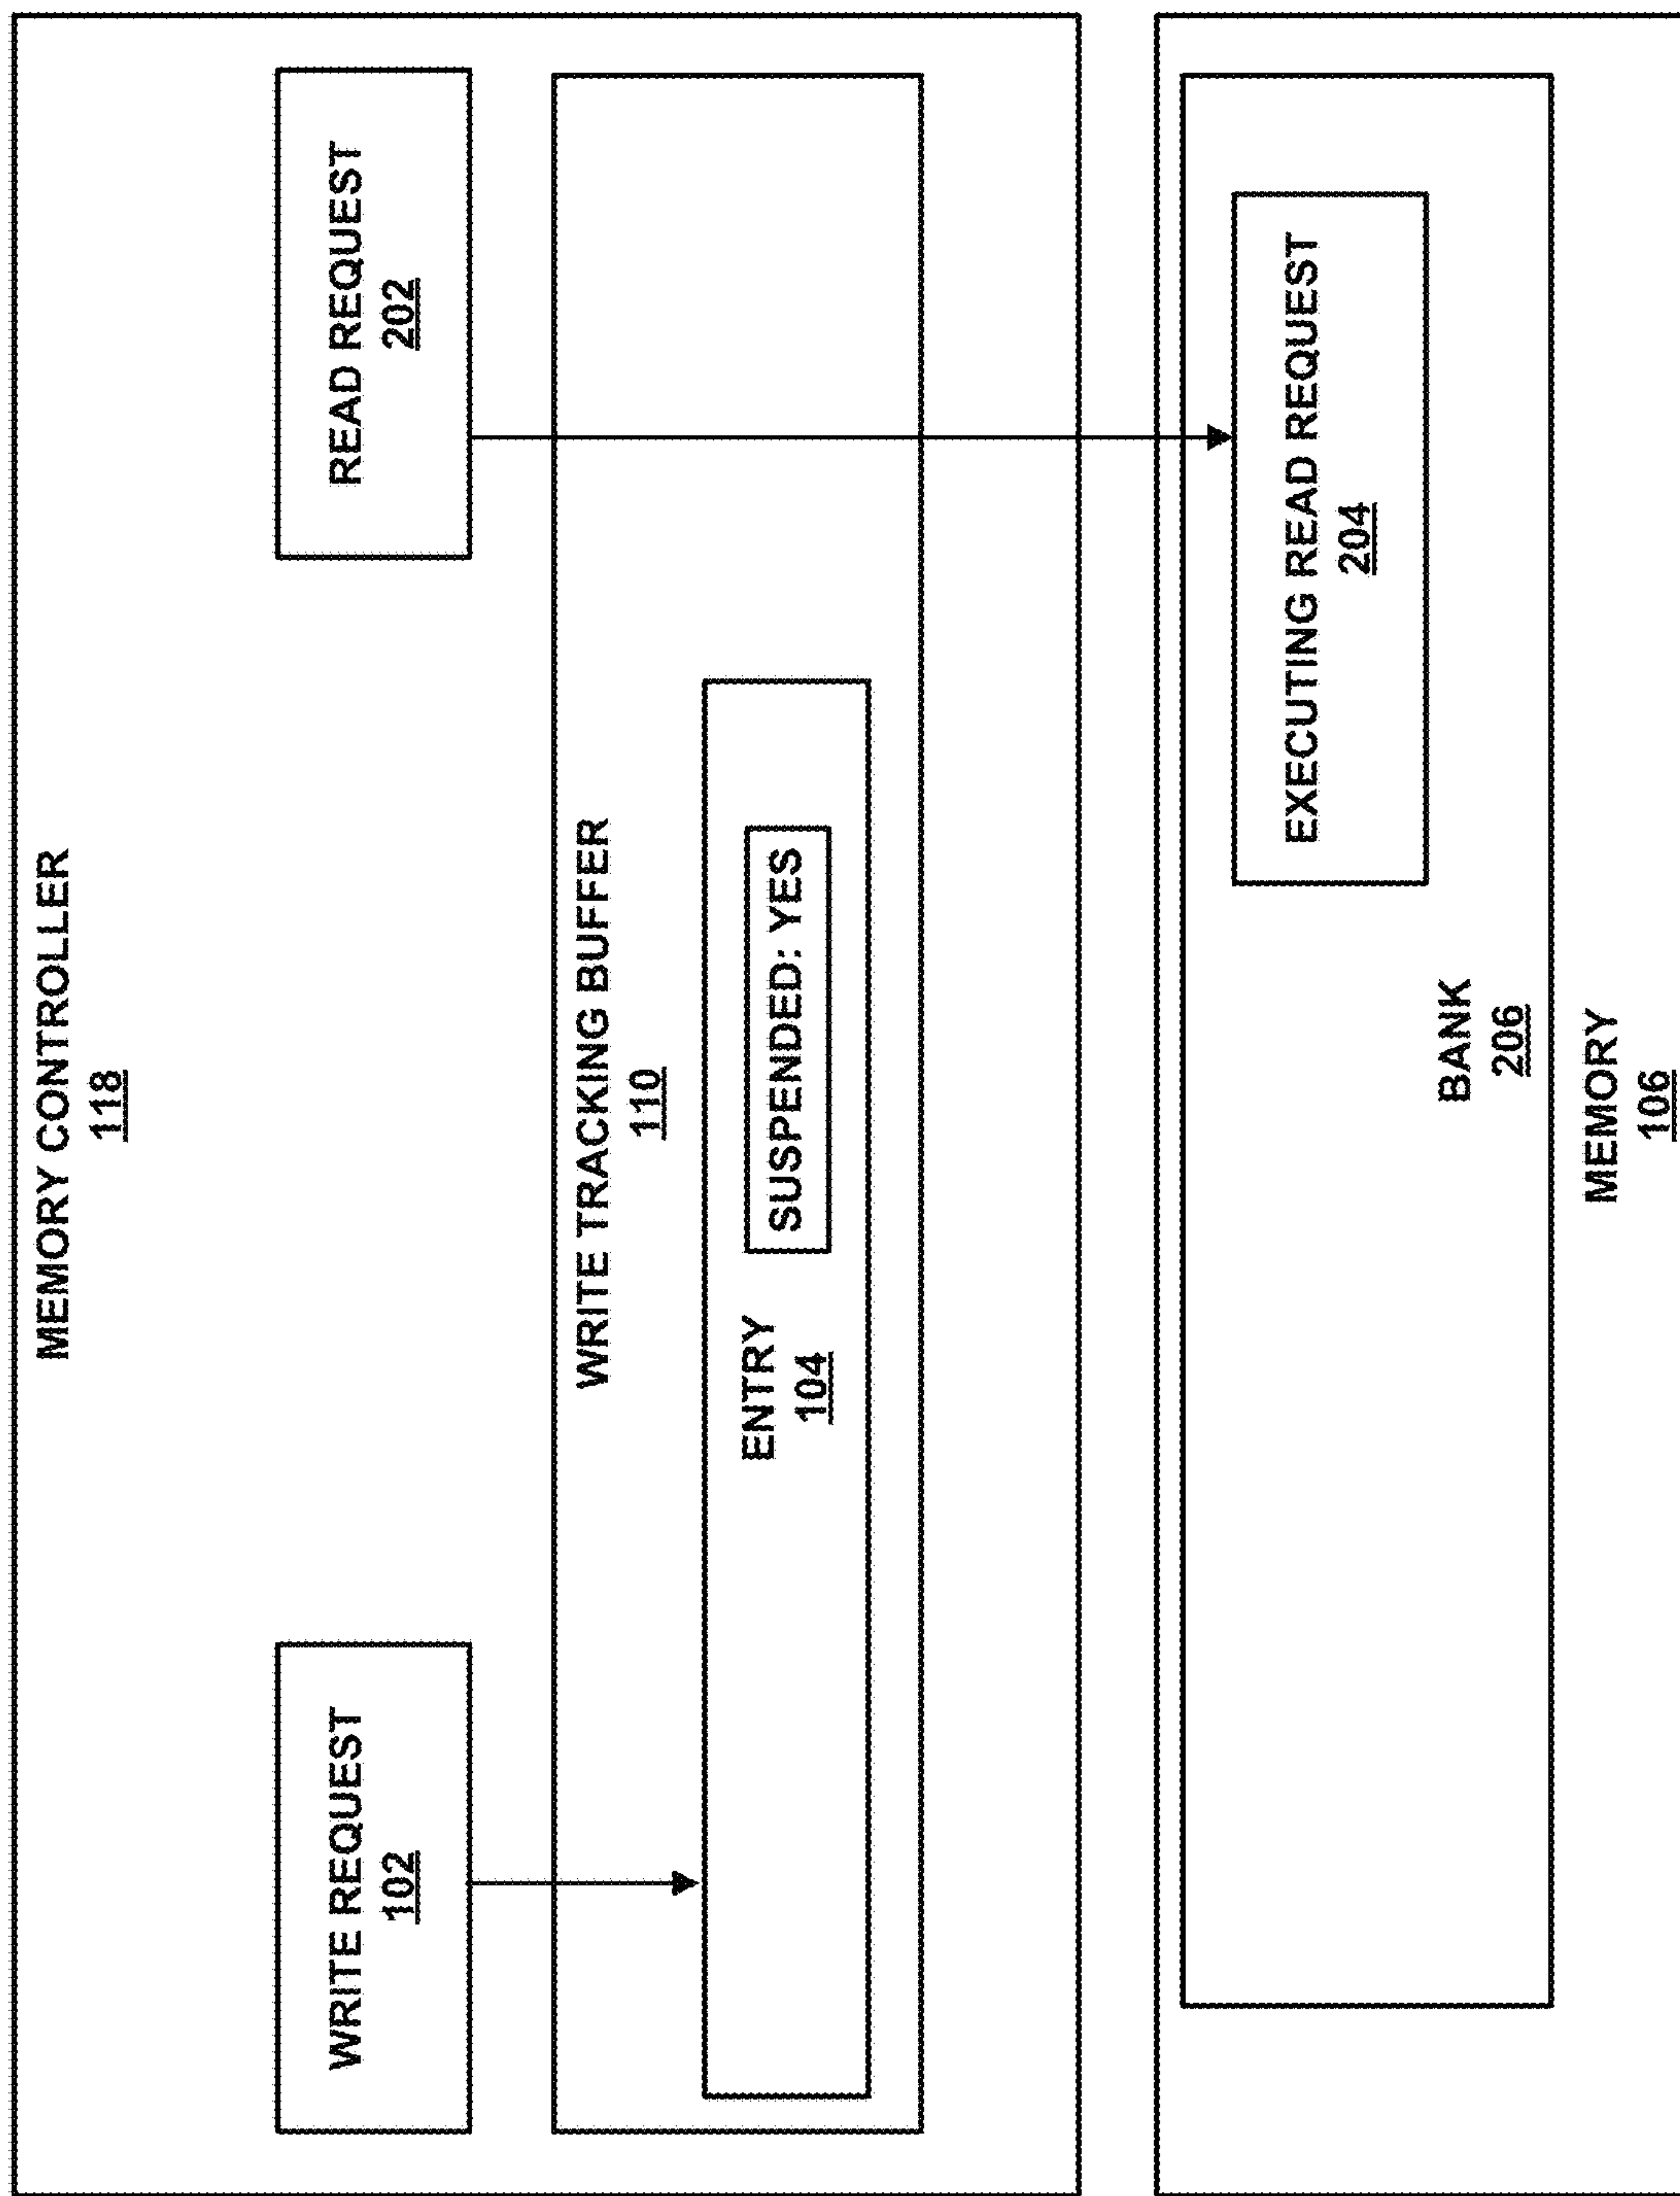 MEMORY CONTROLLER
118
WRITE REQUEST
102
READ REQUEST
202
WRITE TRACKING BUFFER
110
ENTRY
104
SUSPENDED: YES
EXECUTING READ REQUEST
204
BANK
206
MEMORY
106